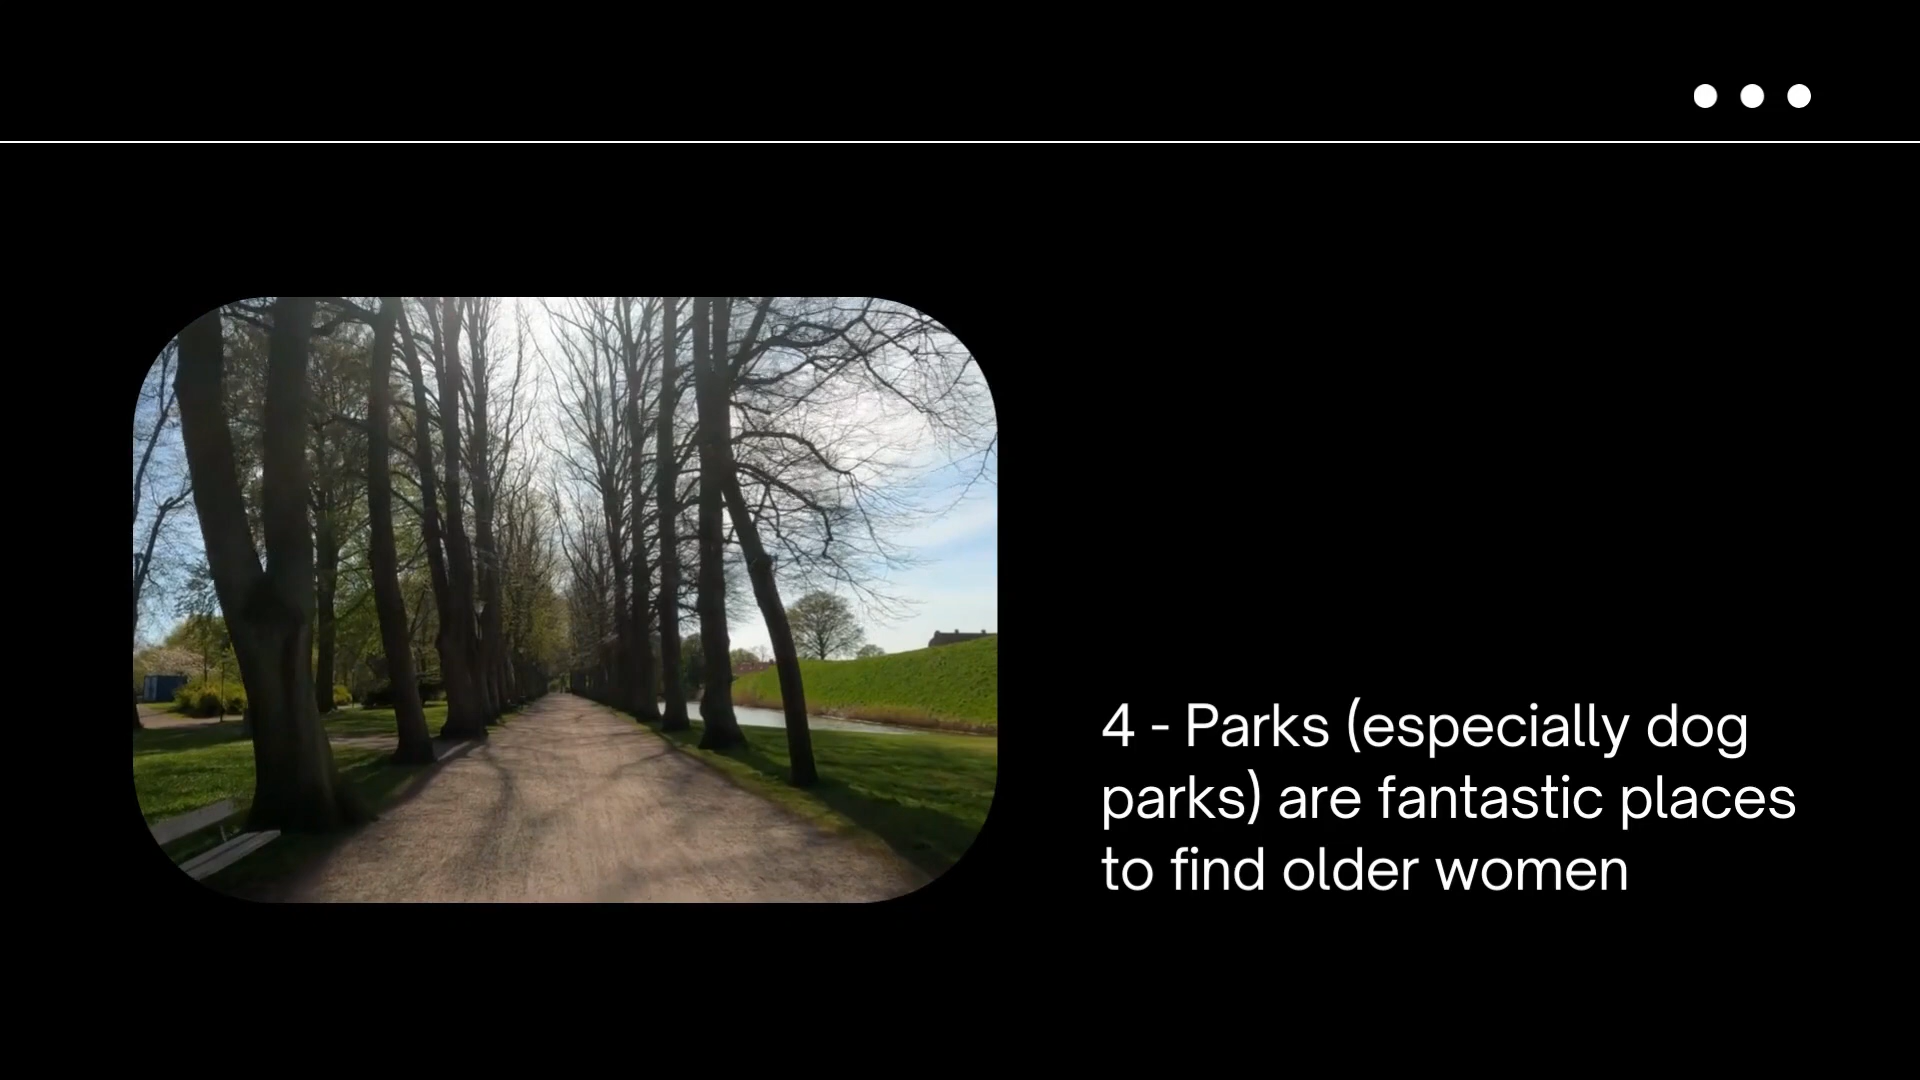 4 - Parks (especially dog
parks) are fantastic places
to find older women